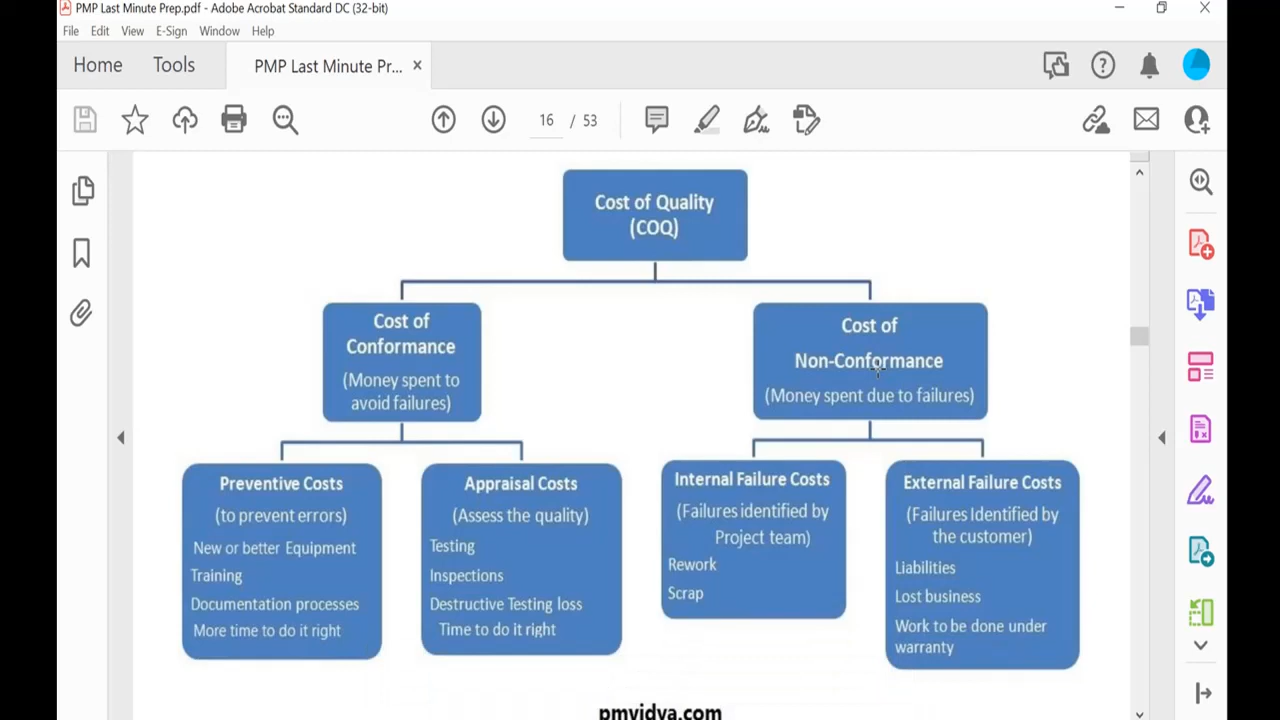 PMP Last Minute Prep.pdf - Adobe Acrobat Standard DC (32-bit)
File Edit View E-Sign Window Help
Home Tools PMP Last Minute Pr... ×
16 / 53
Cost of Quality
(COQ)
Cost of
Conformance
(Money spent to
avoid failures)
Cost of
Non-Conformance
(Money spent due to failures)
Preventive Costs
(to prevent errors)
New or better Equipment
Training
Documentation processes
More time to do it right
Appraisal Costs
(Assess the quality)
Testing
Inspections
Destructive Testing loss
Time to do it right
Internal Failure Costs
(Failures identified by
Project team)
Rework
Scrap
External Failure Costs
(Failures Identified by
the customer)
Liabilities
Lost business
Work to be done under
warranty
pmvidya.com